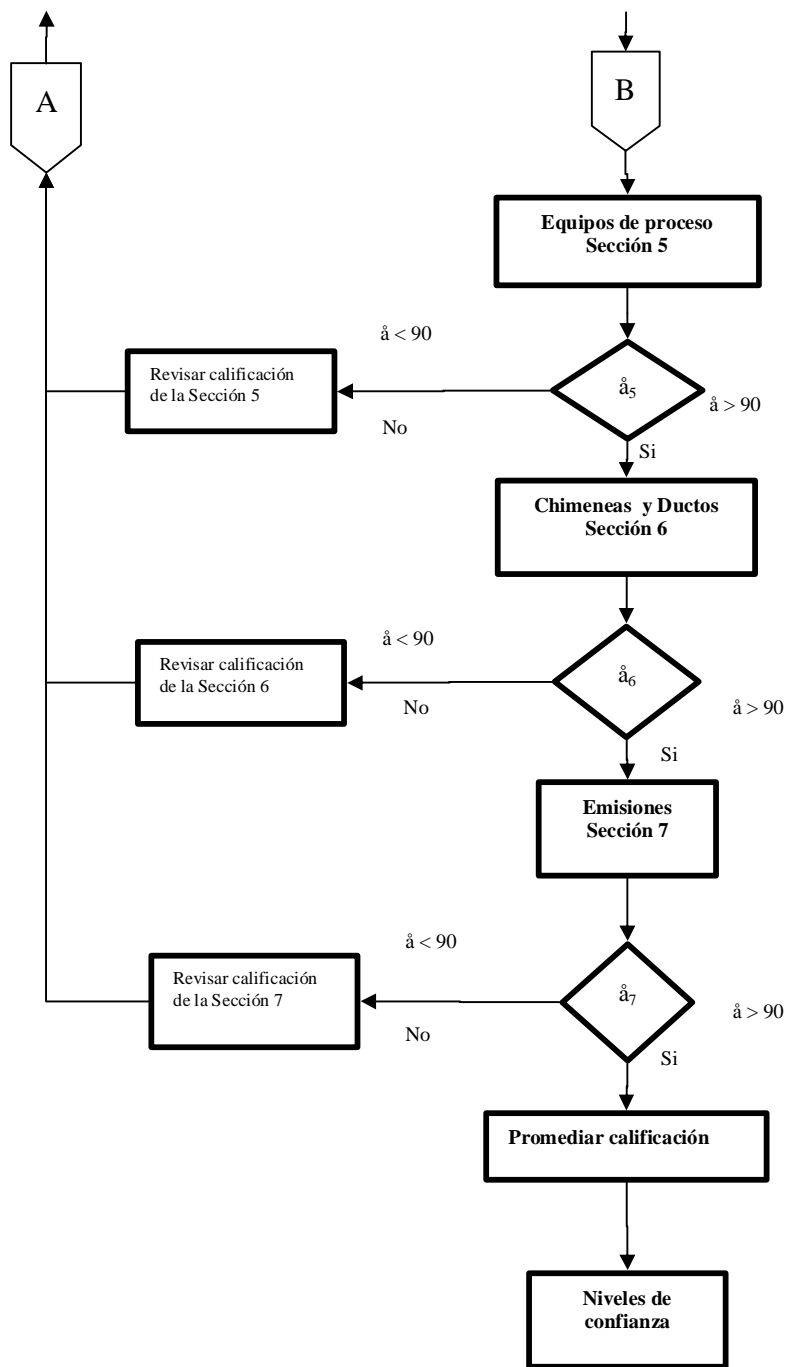 A
B
Equipos de proceso
Sección 5
å < 90
Revisar calificación
de la Sección 5
å₅
å > 90
No
Si
Chimeneas y Ductos
Sección 6
å < 90
Revisar calificación
de la Sección 6
å₆
å > 90
No
Si
Emisiones
Sección 7
å < 90
Revisar calificación
de la Sección 7
å₇
å > 90
No
Si
Promediar calificación
Niveles de
confianza